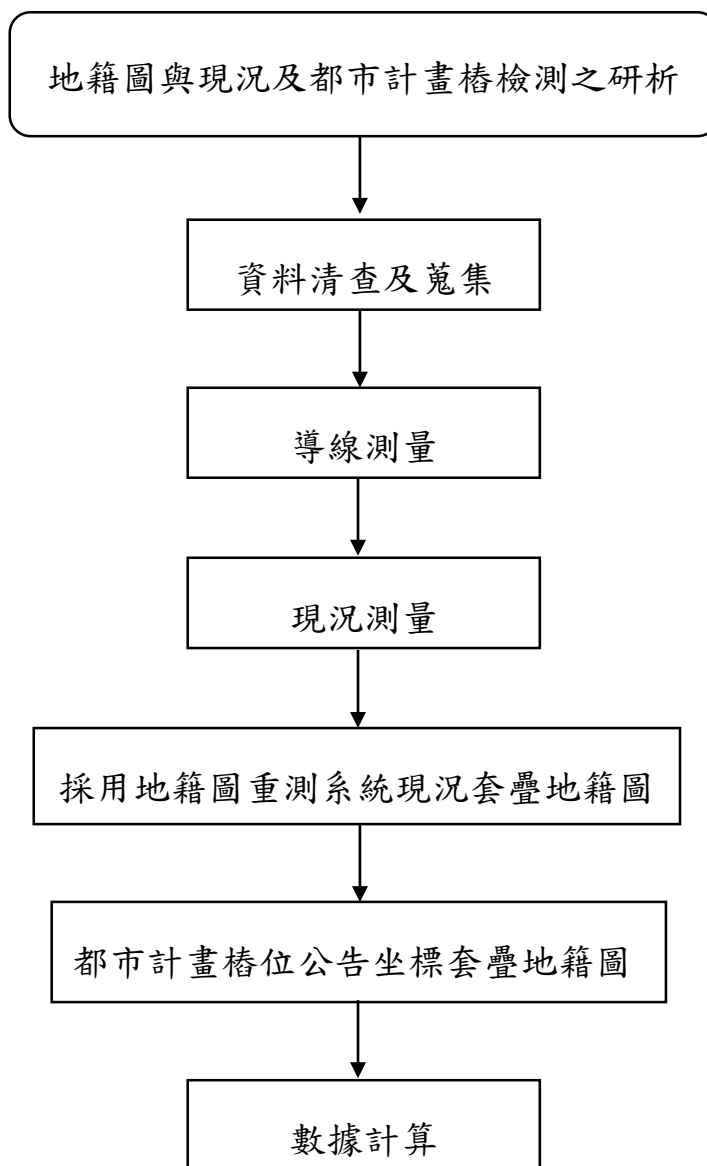 地籍圖與現況及都市計畫樁檢測之研析
資料清查及蒐集
導線測量
現況測量
採用地籍圖重測系統現況套疊地籍圖
都市計畫樁位公告坐標套疊地籍圖
數據計算